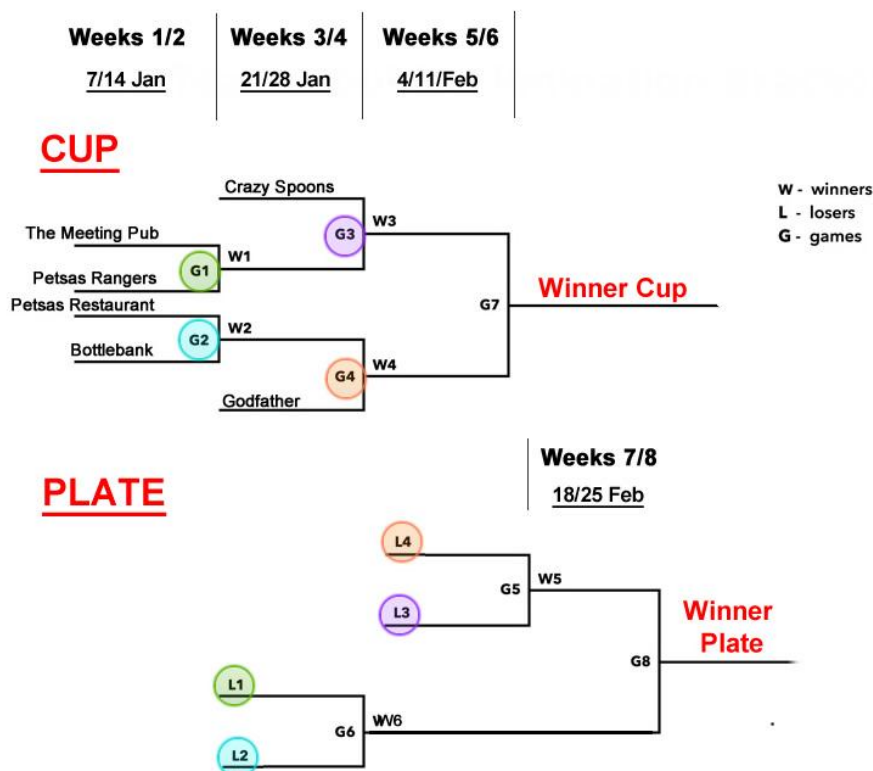 Weeks 1/2
Weeks 3/4
Weeks 5/6
7/14 Jan
21/28 Jan
4/11/Feb
CUP
Crazy Spoons
W - winners
L - losers
G - games
The Meeting Pub
G1
W1
G3
W3
Petsas Rangers
Petsas Restaurant
G2
W2
Bottlebank
G4
W4
Godfather
G7
Winner Cup
Weeks 7/8
18/25 Feb
PLATE
L4
G5
W5
L3
Winner
Plate
G8
L1
G6
W6
L2